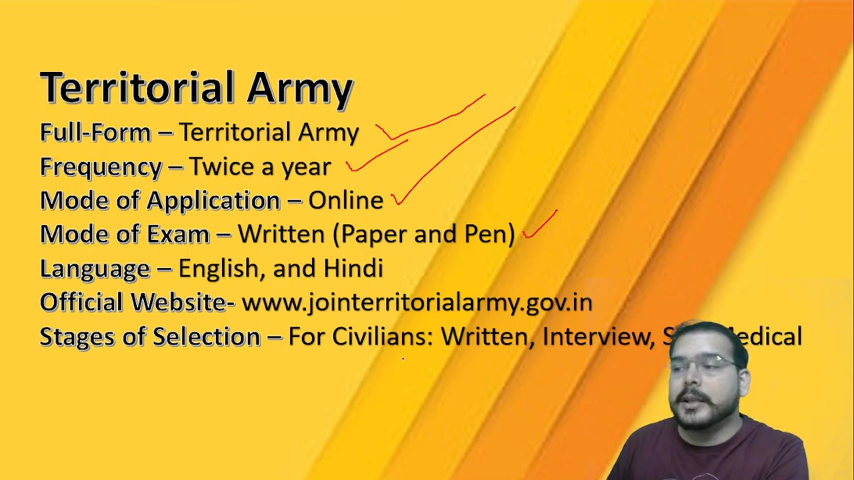 Territorial Army
Full-Form – Territorial Army
Frequency – Twice a year
Mode of Application – Online
Mode of Exam – Written (Paper and Pen)
Language – English, and Hindi
Official Website- www.jointerritorialarmy.gov.in
Stages of Selection – For Civilians: Written, Interview, Medical